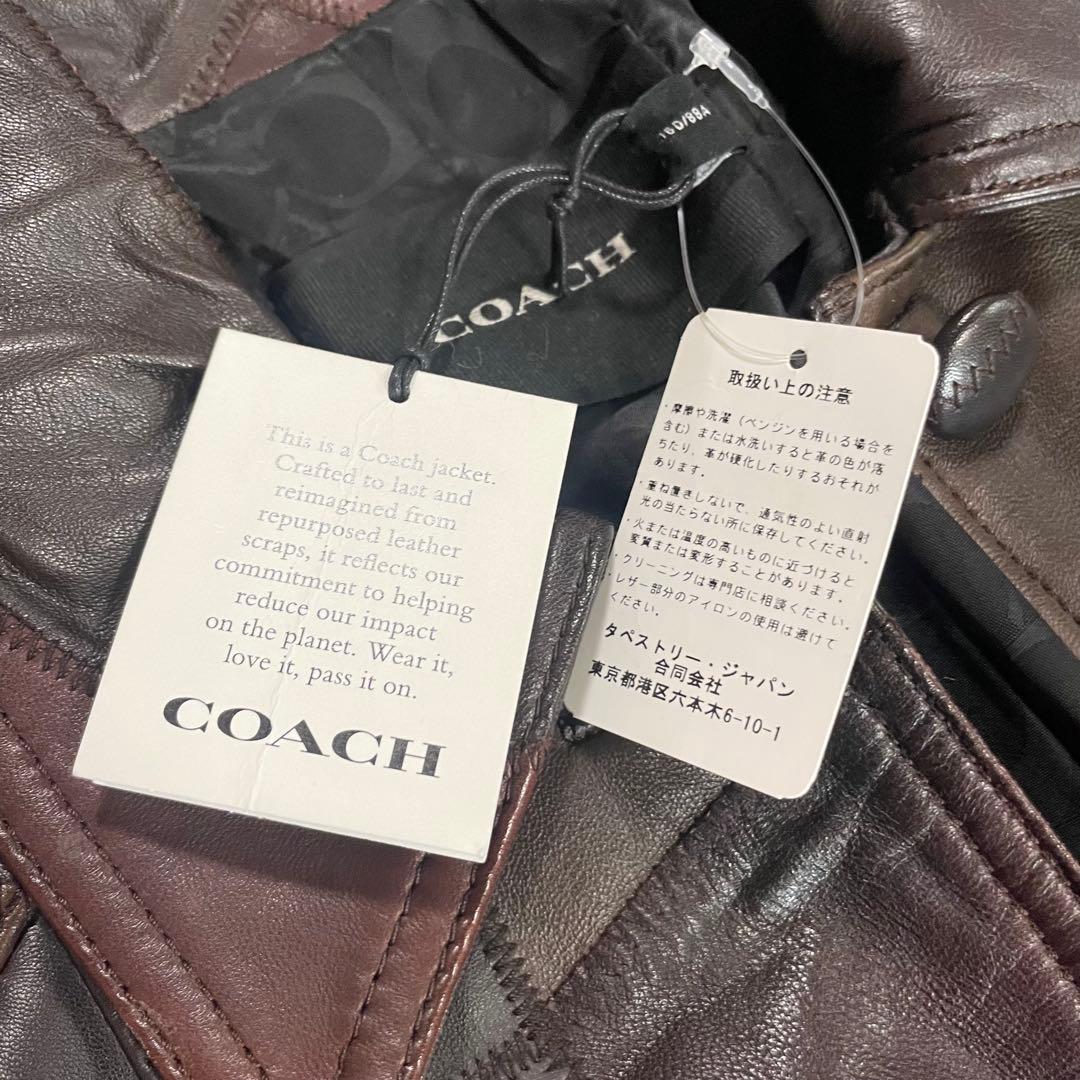 160/88A
COACH
This is a Coach jacket.
Crafted to last and
reimagined from
repurposed leather
scraps, it reflects our
commitment to helping
reduce our impact
on the planet. Wear it,
love it, pass it on.
COACH
取扱い上の注意
・摩擦や洗濯（ベンジンを用いる場合を
含む）または水洗いすると革の色が落
ちたり、革が硬化したりするおそれが
あります。
・重ね置きしないで、通気性のよい直射
光の当たらない所に保存してください。
・火または温度の高いものに近づけると
変質または変形することがあります。
・クリーニングは専門店に相談ください。
・レザー部分のアイロンの使用は避けて
ください。
タペストリー・ジャパン
合同会社
東京都港区六本木6-10-1